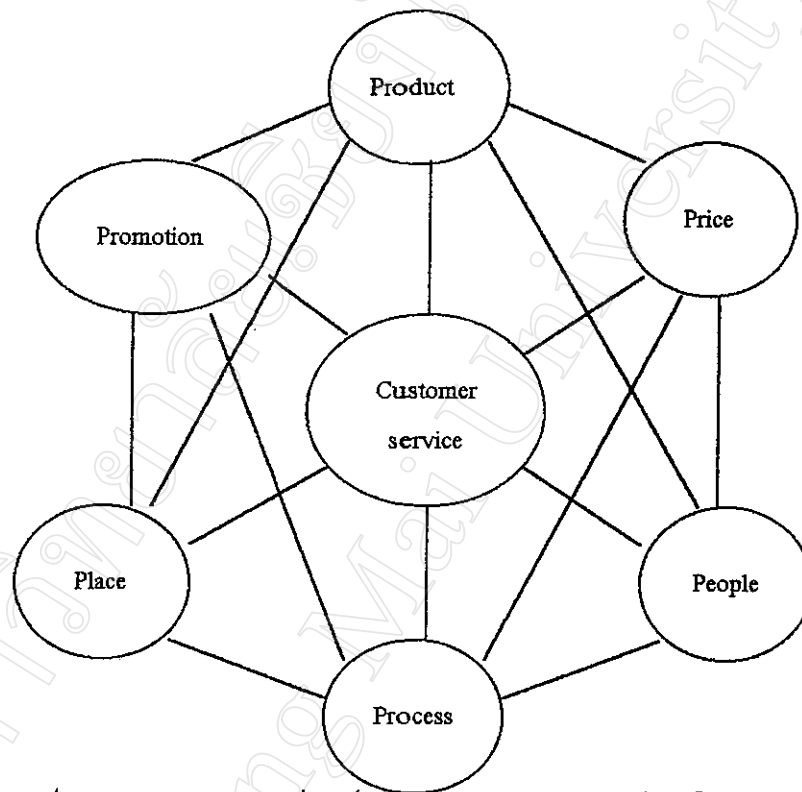 Product
Promotion
Price
Customer
service
Place
People
Process